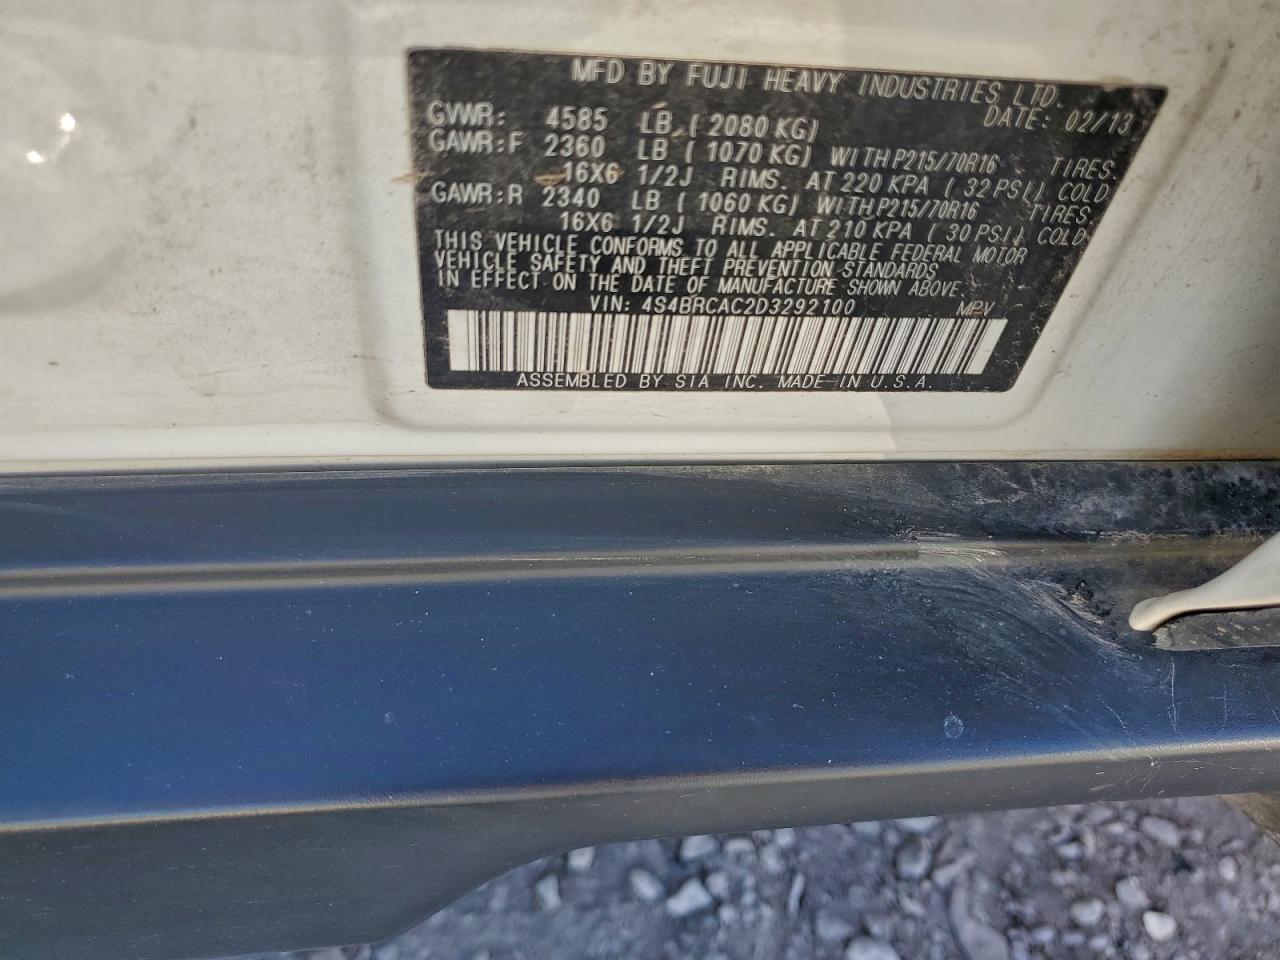 MFD BY FUJI HEAVY INDUSTRIES LTD.
DATE: 02/13
GVWR: 4585 LB ( 2080 KG)
GAWR:F 2360 LB ( 1070 KG) WITH P215/70R16 TIRES.
16X6 1/2J RIMS. AT 220 KPA ( 32 PSI) COLD
GAWR:R 2340 LB ( 1060 KG) WITH P215/70R16 TIRES.
16X6 1/2J RIMS. AT 210 KPA ( 30 PSI) COLD
THIS VEHICLE CONFORMS TO ALL APPLICABLE FEDERAL MOTOR
VEHICLE SAFETY AND THEFT PREVENTION STANDARDS
IN EFFECT ON THE DATE OF MANUFACTURE SHOWN ABOVE.
VIN: 4S4BRCAC2D3292100 MPV
ASSEMBLED BY SIA INC. MADE IN U.S.A.